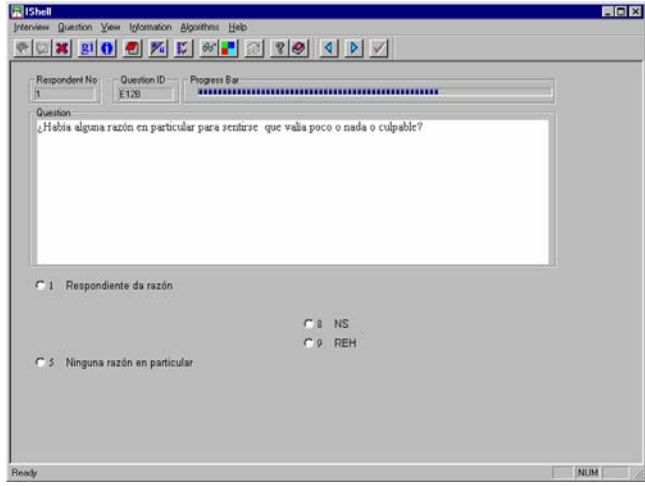 IShell
Interview Question View Information Algorithms Help
Respondent No
Question ID
Progress Bar
1
E12B
Question
¿Había alguna razón en particular para sentirse que valía poco o nada o culpable?
1 Respondiente da razón
8 NS
9 REH
5 Ninguna razón en particular
Ready
NUM